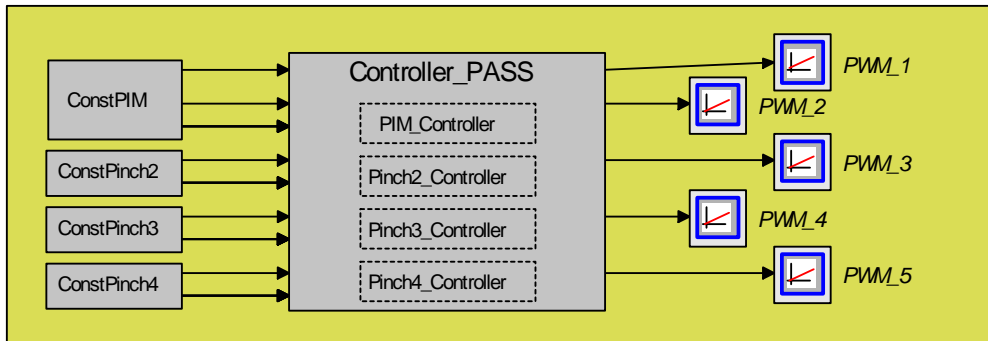 ConstPIM
ConstPinch2
ConstPinch3
ConstPinch4
Controller_PASS
PIM_Controller
Pinch2_Controller
Pinch3_Controller
Pinch4_Controller
PWM_1
PWM_2
PWM_3
PWM_4
PWM_5